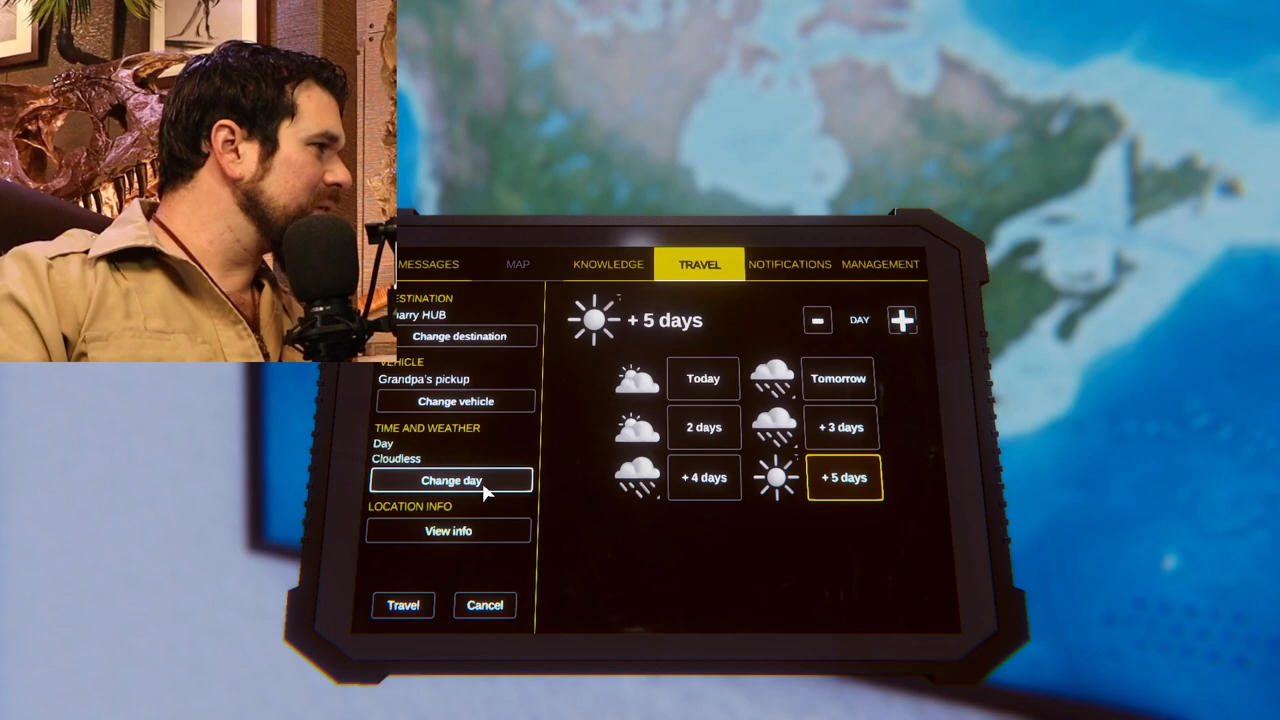 MESSAGES MAP KNOWLEDGE TRAVEL NOTIFICATIONS MANAGEMENT
ESTINATION
arry HUB
Change destination
VEHICLE
Grandpa's pickup
Change vehicle
TIME AND WEATHER
Day
Cloudless
Change day
LOCATION INFO
View info
Travel Cancel
+ 5 days - DAY +
Today Tomorrow
2 days + 3 days
+ 4 days + 5 days